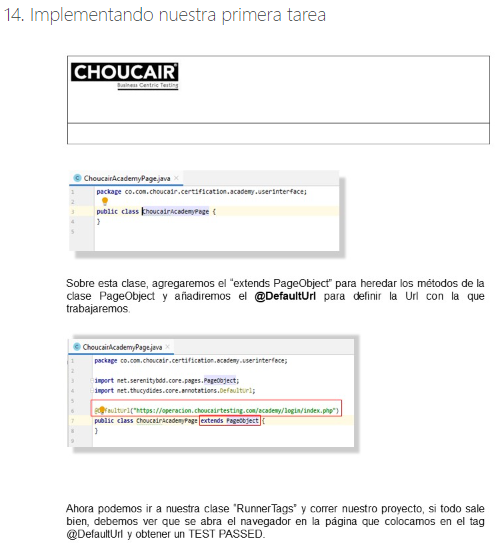 14. Implementando nuestra primera tarea
CHOUCAIR
Business Centric Testing
ChoucairAcademyPage.java ×
1 package co.com.choucair.certification.academy.userinterface;
2
3 public class ChoucairAcademyPage {
4 }
5
Sobre esta clase, agregaremos el "extends PageObject" para heredar los métodos de la
clase PageObject y añadiremos el @DefaultUrl para definir la Url con la que
trabajaremos.
ChoucairAcademyPage.java ×
1 package co.com.choucair.certification.academy.userinterface;
2
3 import net.serenitybdd.core.pages.PageObject;
4 import net.thucydides.core.annotations.DefaultUrl;
5
6 @DefaultUrl("https://operacion.choucairtesting.com/academy/login/index.php")
7 public class ChoucairAcademyPage extends PageObject {
8 }
9
Ahora podemos ir a nuestra clase "RunnerTags" y correr nuestro proyecto, si todo sale
bien, debemos ver que se abra el navegador en la página que colocamos en el tag
@DefaultUrl y obtener un TEST PASSED.